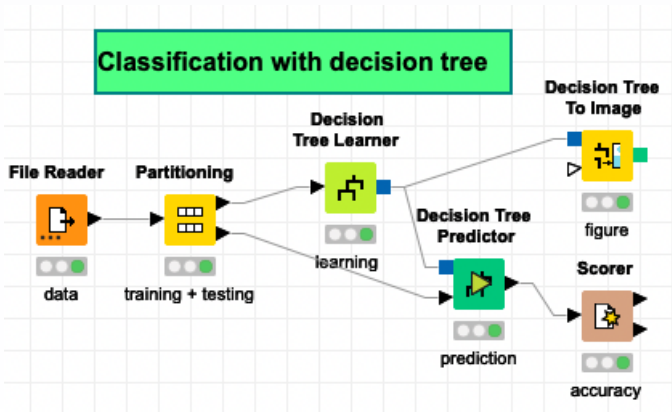 Classification with decision tree
Decision Tree
To Image
Decision
Tree Learner
File Reader
Partitioning
Decision Tree
Predictor
figure
learning
Scorer
data
training + testing
prediction
accuracy